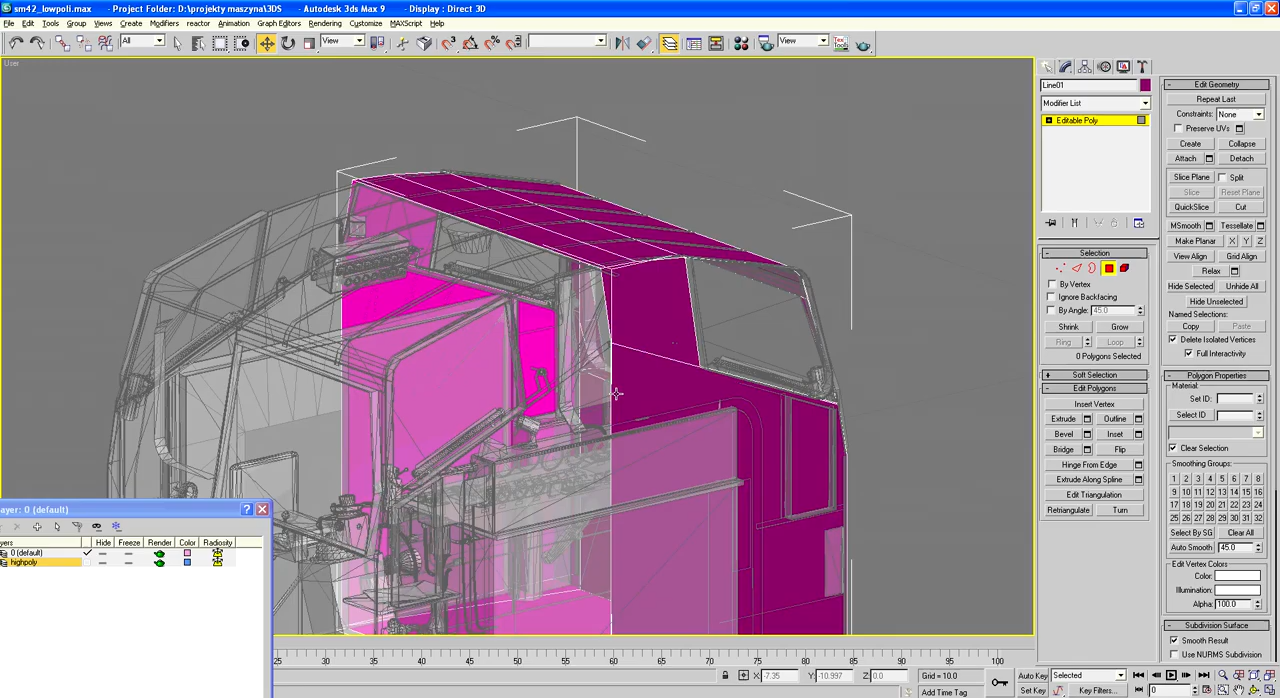 sm42_lowpoli.max - Project Folder: D:\projekty maszyna\3DS - Autodesk 3ds Max 9 - Display : Direct 3D
File Edit Tools Group Views Create Modifiers reactor Animation Graph Editors Rendering Customize MAXScript Help
All View View
User
Line01
Modifier List
Editable Poly
Selection
By Vertex
Ignore Backfacing
By Angle: 45.0
Shrink Grow
Ring Loop
0 Polygons Selected
Soft Selection
Edit Polygons
Insert Vertex
Extrude Outline
Bevel Inset
Bridge Flip
Hinge From Edge
Extrude Along Spline
Edit Triangulation
Retriangulate Turn
Edit Geometry
Repeat Last
Constraints: None
Preserve UVs
Create Collapse
Attach Detach
Slice Plane Split
Slice Reset Plane
QuickSlice Cut
MSmooth Tessellate
Make Planar X Y Z
View Align Grid Align
Relax
Hide Selected Unhide All
Hide Unselected
Named Selections:
Copy Paste
Delete Isolated Vertices
Full Interactivity
Polygon Properties
Material:
Set ID:
Select ID
Clear Selection
Smoothing Groups:
1 2 3 4 5 6 7 8
9 10 11 12 13 14 15 16
17 18 19 20 21 22 23 24
25 26 27 28 29 30 31 32
Select By SG Clear All
Auto Smooth 45.0
Edit Vertex Colors
Color:
Illumination:
Alpha: 100.0
Subdivision Surface
Smooth Result
Use NURMS Subdivision
ayer: 0 (default)
yers Hide Freeze Render Color Radiosity
0 (default)
highpoly
25 30 35 40 45 50 55 60 65 70 75 80 85 90 95 100
X: -7.35 Y: -10.997 Z: 0.0 Grid = 10.0 Auto Key Selected
Add Time Tag Set Key Key Filters...